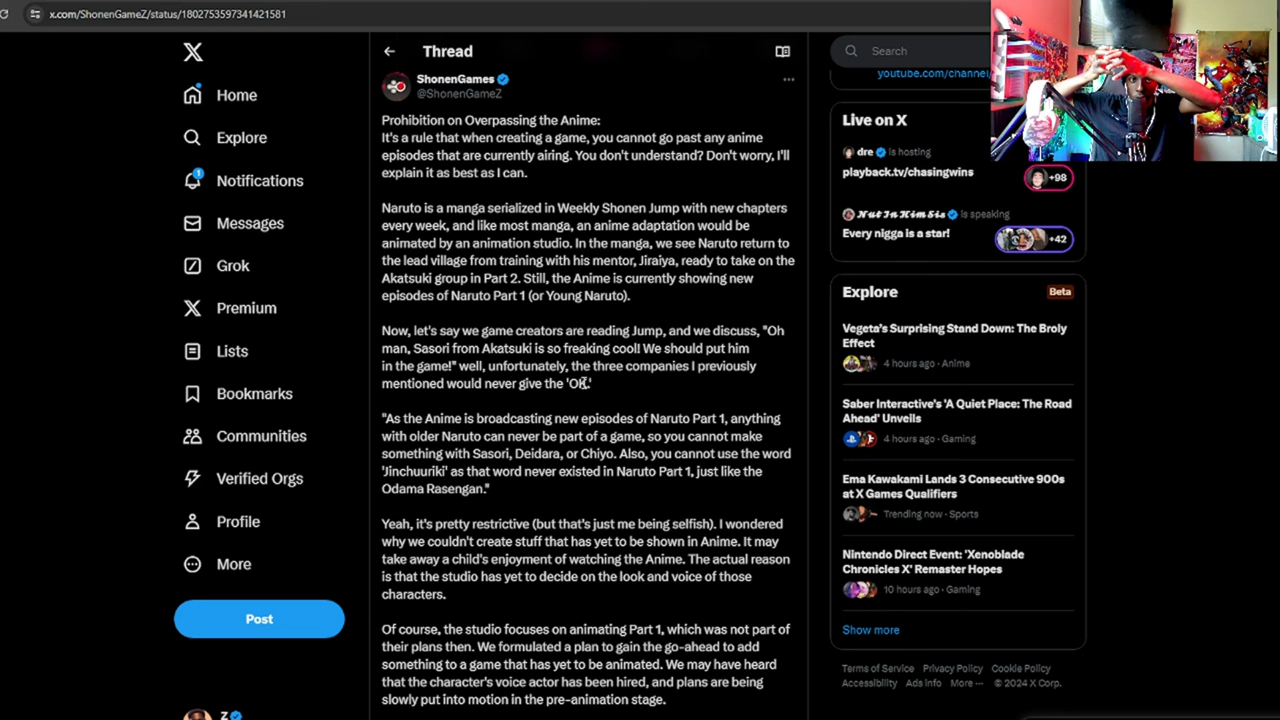 x.com/ShonenGameZ/status/1802753597341421581
Home
Explore
1
Notifications
Messages
Grok
Premium
Lists
Bookmarks
Communities
Verified Orgs
Profile
More
Post
Z
Thread
ShonenGames
@ShonenGameZ
Prohibition on Overpassing the Anime:
It's a rule that when creating a game, you cannot go past any anime
episodes that are currently airing. You don't understand? Don't worry, I'll
explain it as best as I can.
Naruto is a manga serialized in Weekly Shonen Jump with new chapters
every week, and like most manga, an anime adaptation would be
animated by an animation studio. In the manga, we see Naruto return to
the lead village from training with his mentor, Jiraiya, ready to take on the
Akatsuki group in Part 2. Still, the Anime is currently showing new
episodes of Naruto Part 1 (or Young Naruto).
Now, let's say we game creators are reading Jump, and we discuss, "Oh
man, Sasori from Akatsuki is so freaking cool! We should put him
in the game!" well, unfortunately, the three companies I previously
mentioned would never give the 'OK.'
"As the Anime is broadcasting new episodes of Naruto Part 1, anything
with older Naruto can never be part of a game, so you cannot make
something with Sasori, Deidara, or Chiyo. Also, you cannot use the word
'Jinchuuriki' as that word never existed in Naruto Part 1, just like the
Odama Rasengan."
Yeah, it's pretty restrictive (but that's just me being selfish). I wondered
why we couldn't create stuff that has yet to be shown in Anime. It may
take away a child's enjoyment of watching the Anime. The actual reason
is that the studio has yet to decide on the look and voice of those
characters.
Of course, the studio focuses on animating Part 1, which was not part of
their plans then. We formulated a plan to gain the go-ahead to add
something to a game that has yet to be animated. We may have heard
that the character's voice actor has been hired, and plans are being
slowly put into motion in the pre-animation stage.
Search
youtube.com/channel/
Live on X
dre is hosting
playback.tv/chasingwins
+98
Nut In Him Sis is speaking
Every nigga is a star!
+42
Explore
Beta
Vegeta's Surprising Stand Down: The Broly
Effect
4 hours ago · Anime
Saber Interactive's 'A Quiet Place: The Road
Ahead' Unveils
4 hours ago · Gaming
Ema Kawakami Lands 3 Consecutive 900s
at X Games Qualifiers
Trending now · Sports
Nintendo Direct Event: 'Xenoblade
Chronicles X' Remaster Hopes
10 hours ago · Gaming
Show more
Terms of Service Privacy Policy Cookie Policy
Accessibility Ads info More ··· © 2024 X Corp.